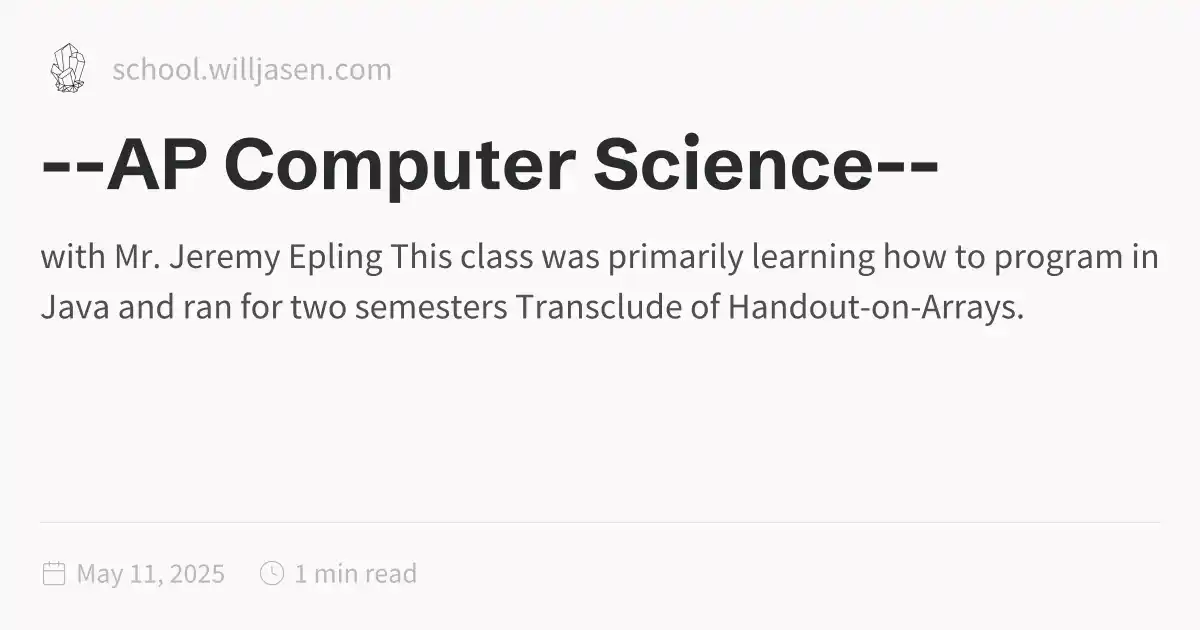 school.willjasen.com
--AP Computer Science--
with Mr. Jeremy Epling This class was primarily learning how to program in
Java and ran for two semesters Transclude of Handout-on-Arrays.
May 11, 2025 1 min read